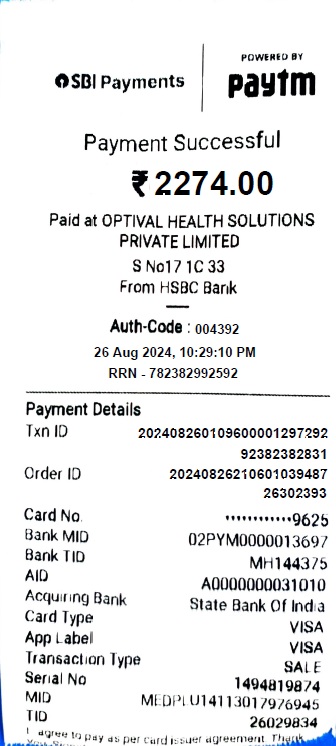 SBI Payments
POWERED BY
paytm
Payment Successful
₹ 2274.00
Paid at OPTIVAL HEALTH SOLUTIONS
PRIVATE LIMITED
S No17 1C 33
From HSBC Bank
Auth-Code : 004392
26 Aug 2024, 10:29:10 PM
RRN - 782382992592
Payment Details
Txn ID 202408260109600001297292
92382382831
Order ID 20240826210601039487
26302393
Card No. ············9625
Bank MID 02PYM0000013697
Bank TID MH144375
AID A0000000031010
Acquiring Bank State Bank Of India
Card Type VISA
App Label VISA
Transaction Type SALE
Serial No 1494819874
MID MEDPLU14113017976945
TID 26029834
I agree to pay as per card issuer agreement. Thank